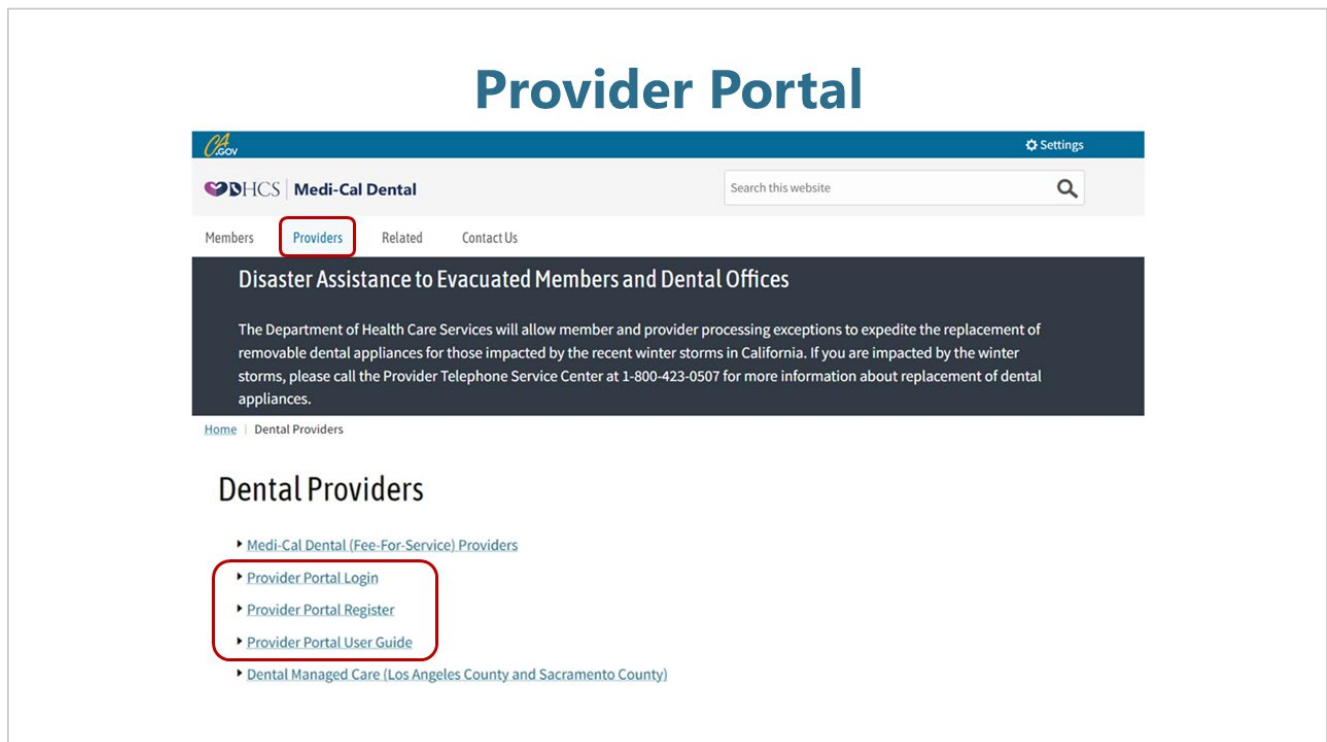 Provider Portal
CA.GOV
Settings
DHCS Medi-Cal Dental
Search this website
Members Providers Related Contact Us
Disaster Assistance to Evacuated Members and Dental Offices
The Department of Health Care Services will allow member and provider processing exceptions to expedite the replacement of
removable dental appliances for those impacted by the recent winter storms in California. If you are impacted by the winter
storms, please call the Provider Telephone Service Center at 1-800-423-0507 for more information about replacement of dental
appliances.
Home | Dental Providers
Dental Providers
Medi-Cal Dental (Fee-For-Service) Providers
Provider Portal Login
Provider Portal Register
Provider Portal User Guide
Dental Managed Care (Los Angeles County and Sacramento County)